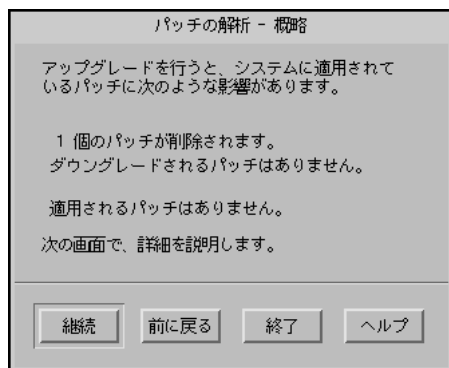 パッチの解析 - 概略
アップグレードを行うと、システムに適用されて
いるパッチに次のような影響があります。
1 個のパッチが削除されます。
ダウングレードされるパッチはありません。
適用されるパッチはありません。
次の画面で、詳細を説明します。
継続
前に戻る
終了
ヘルプ